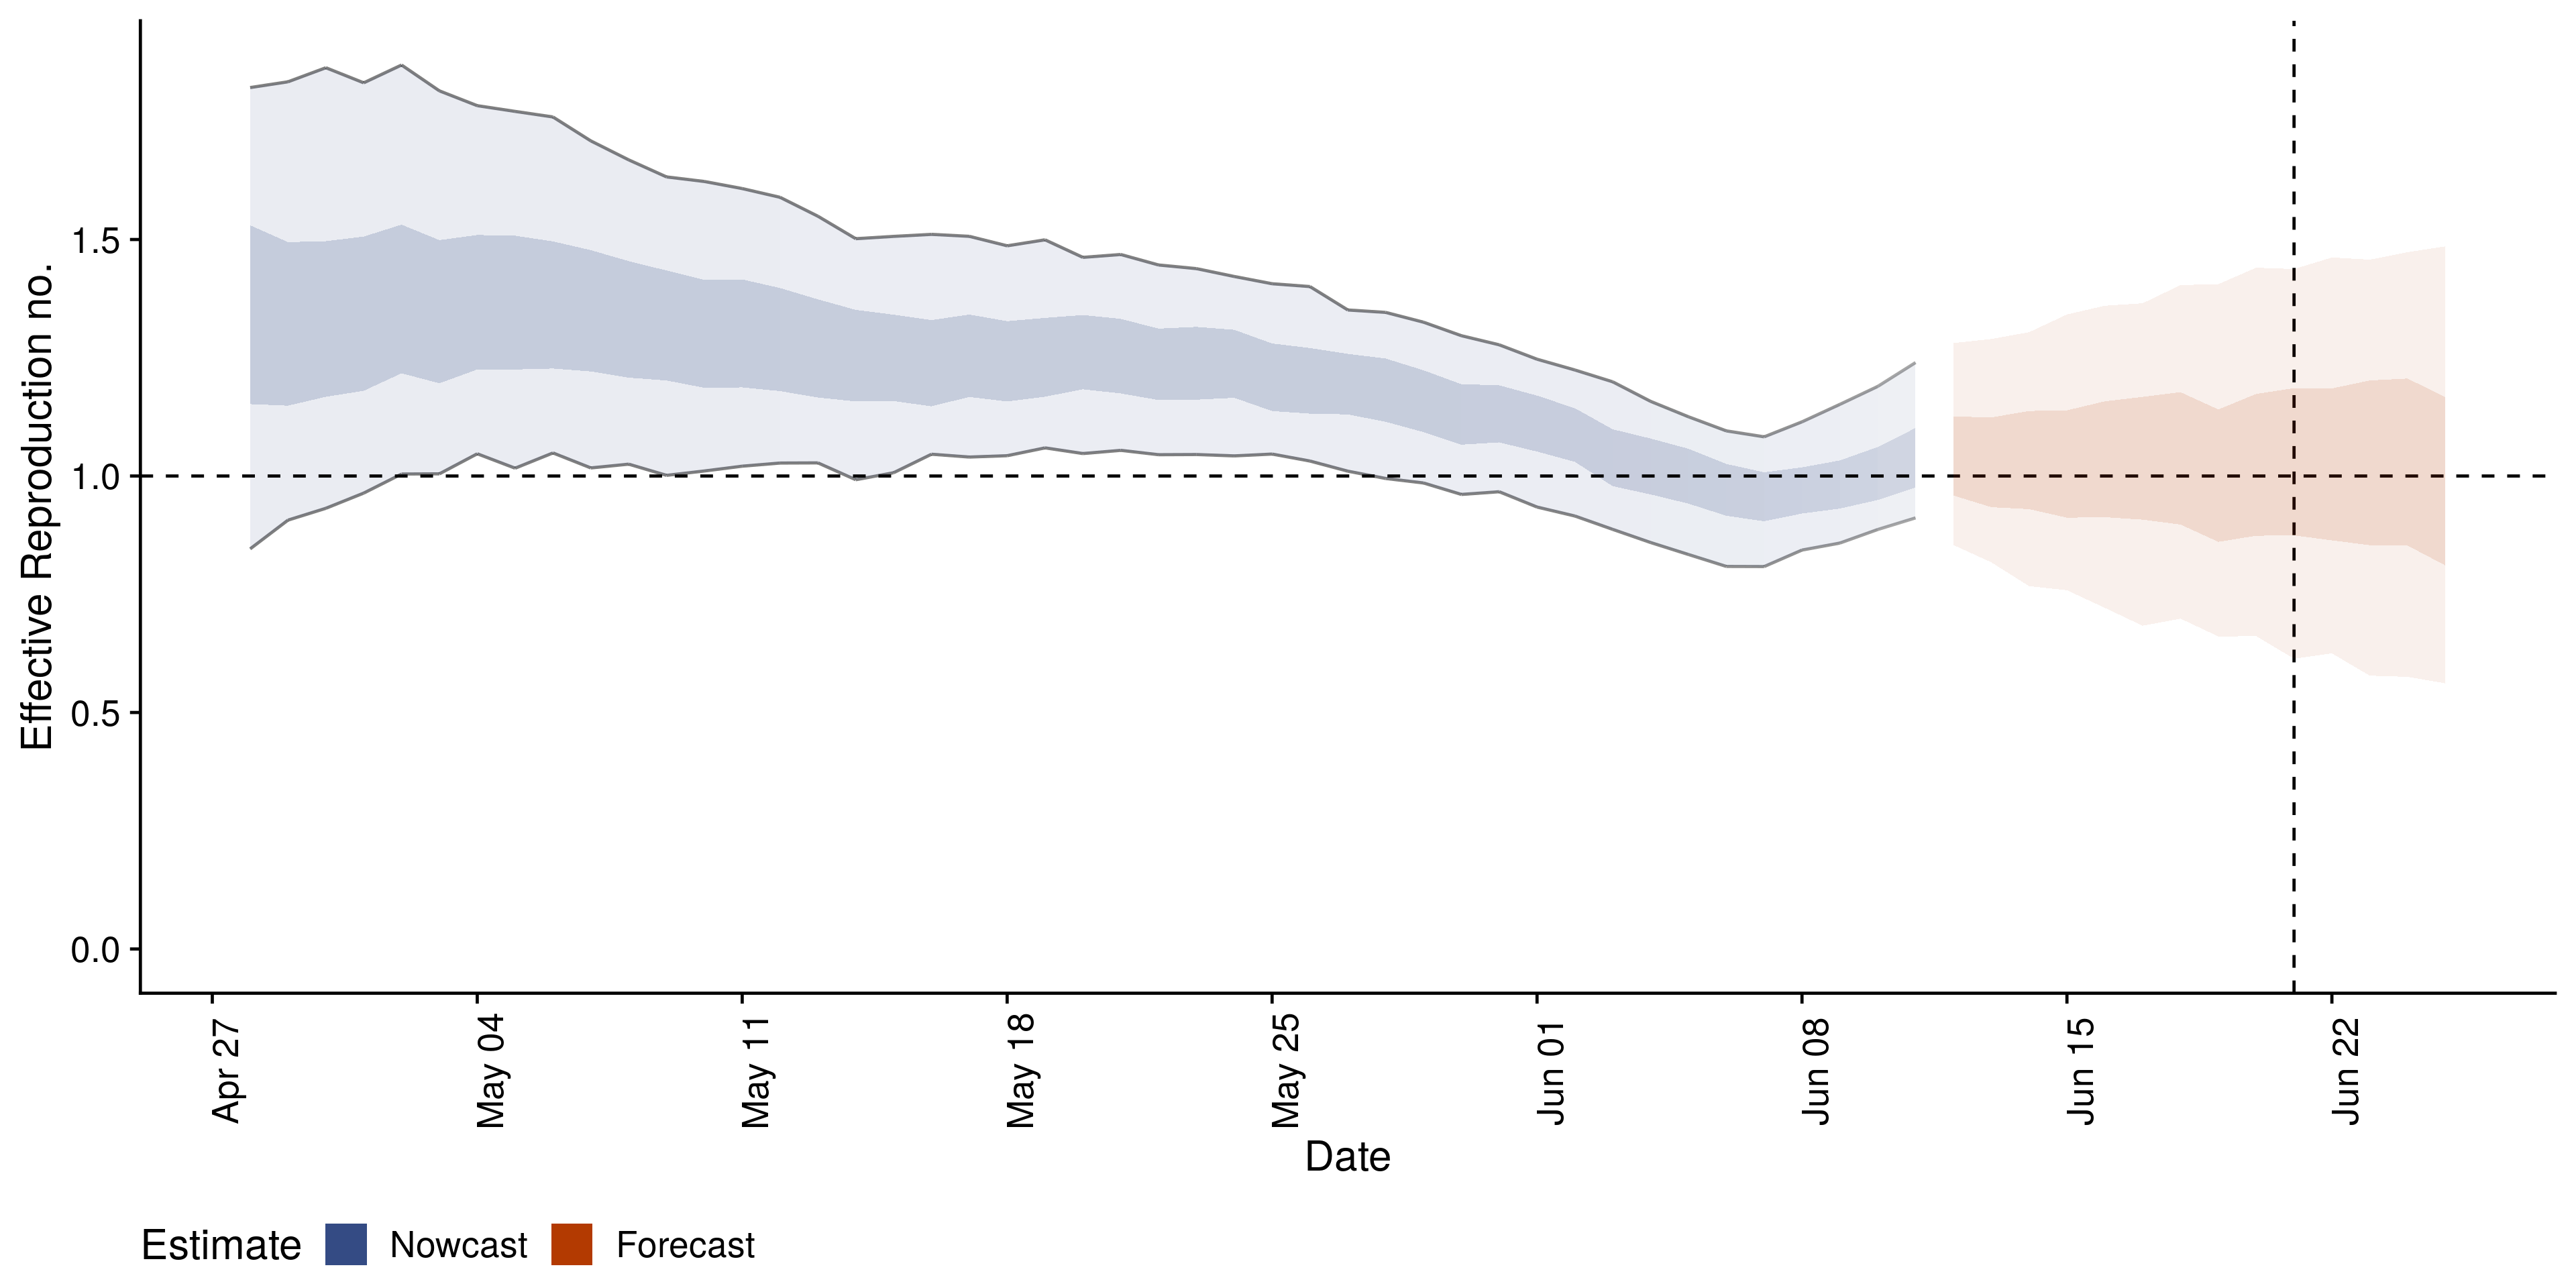 Effective Reproduction no.
1.5
1.0
0.5
0.0
Apr 27
May 04
May 11
May 18
May 25
Jun 01
Jun 08
Jun 15
Jun 22
Date
Estimate Nowcast Forecast